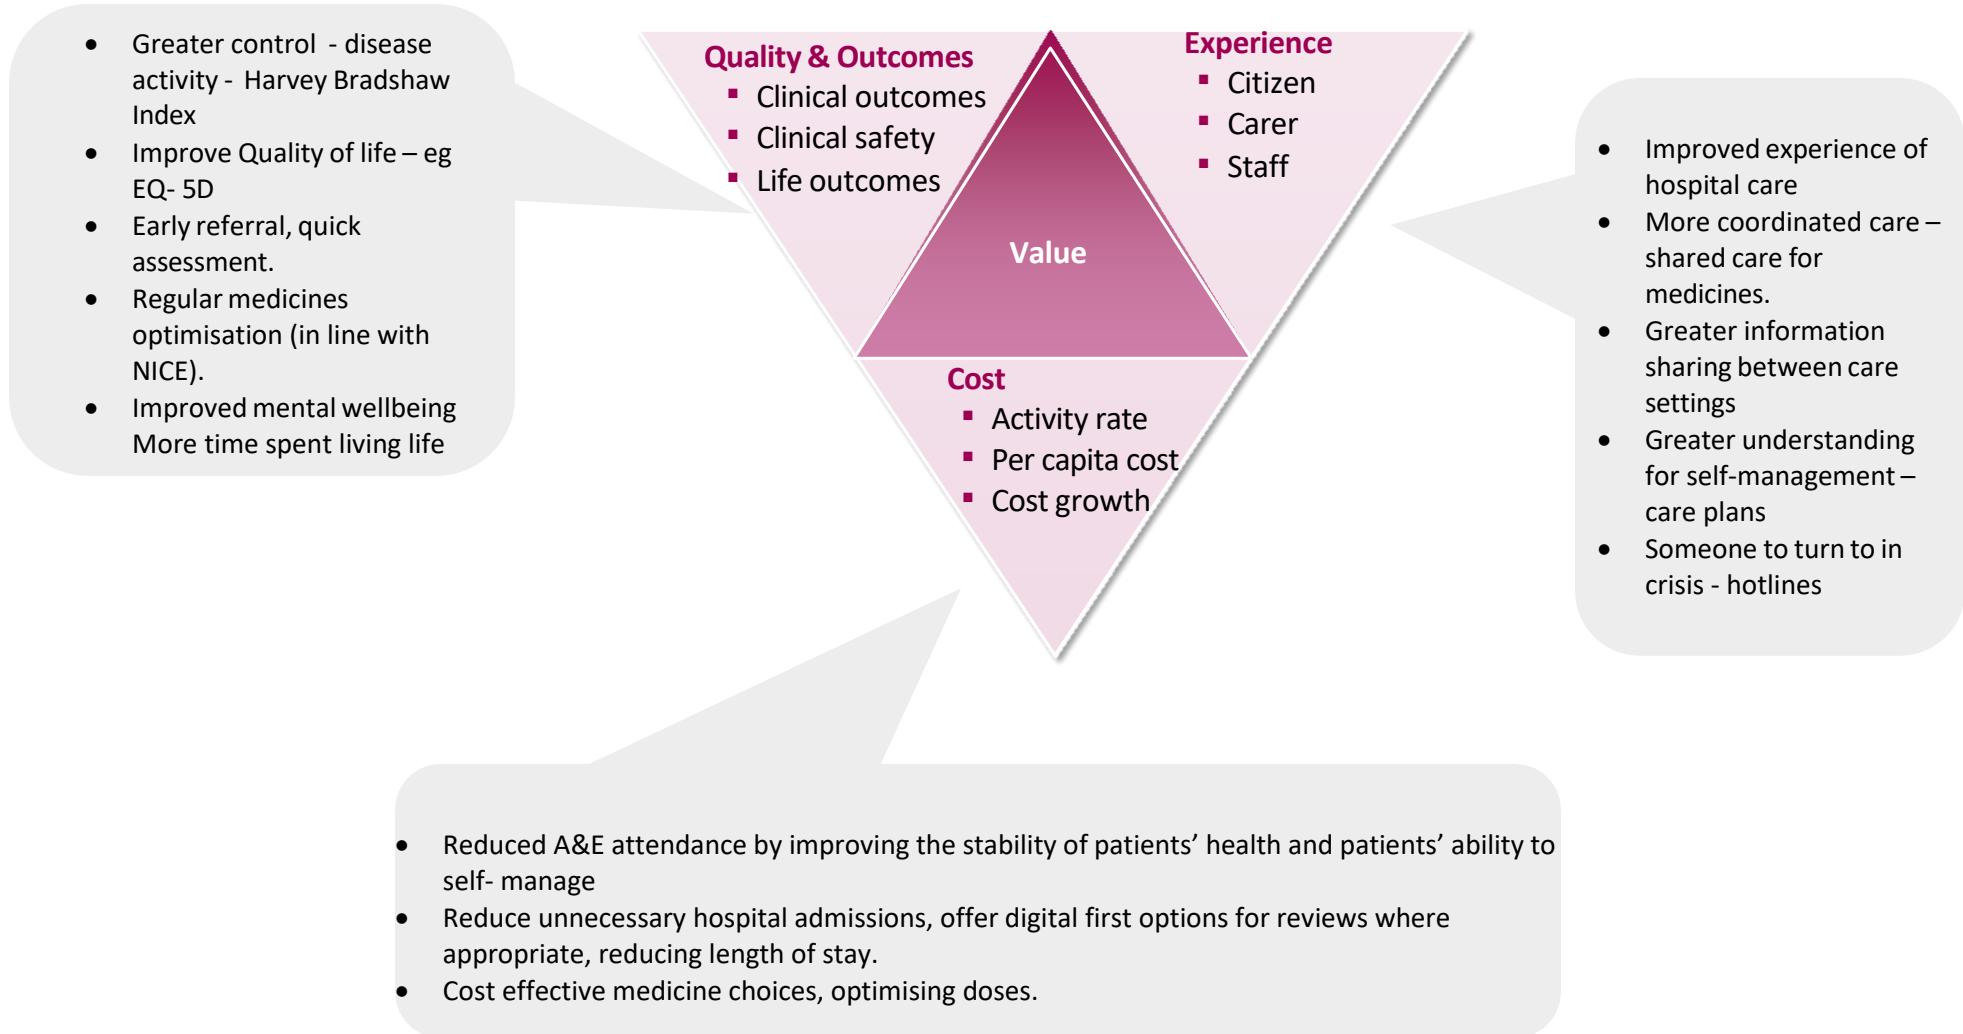 • Greater control - disease
activity - Harvey Bradshaw
Index
• Improve Quality of life – eg
EQ- 5D
• Early referral, quick
assessment.
• Regular medicines
optimisation (in line with
NICE).
• Improved mental wellbeing
More time spent living life
Quality & Outcomes
▪ Clinical outcomes
▪ Clinical safety
▪ Life outcomes
Experience
▪ Citizen
▪ Carer
▪ Staff
Value
Cost
▪ Activity rate
▪ Per capita cost
▪ Cost growth
• Improved experience of
hospital care
• More coordinated care –
shared care for
medicines.
• Greater information
sharing between care
settings
• Greater understanding
for self-management –
care plans
• Someone to turn to in
crisis - hotlines
• Reduced A&E attendance by improving the stability of patients’ health and patients’ ability to
self- manage
• Reduce unnecessary hospital admissions, offer digital first options for reviews where
appropriate, reducing length of stay.
• Cost effective medicine choices, optimising doses.